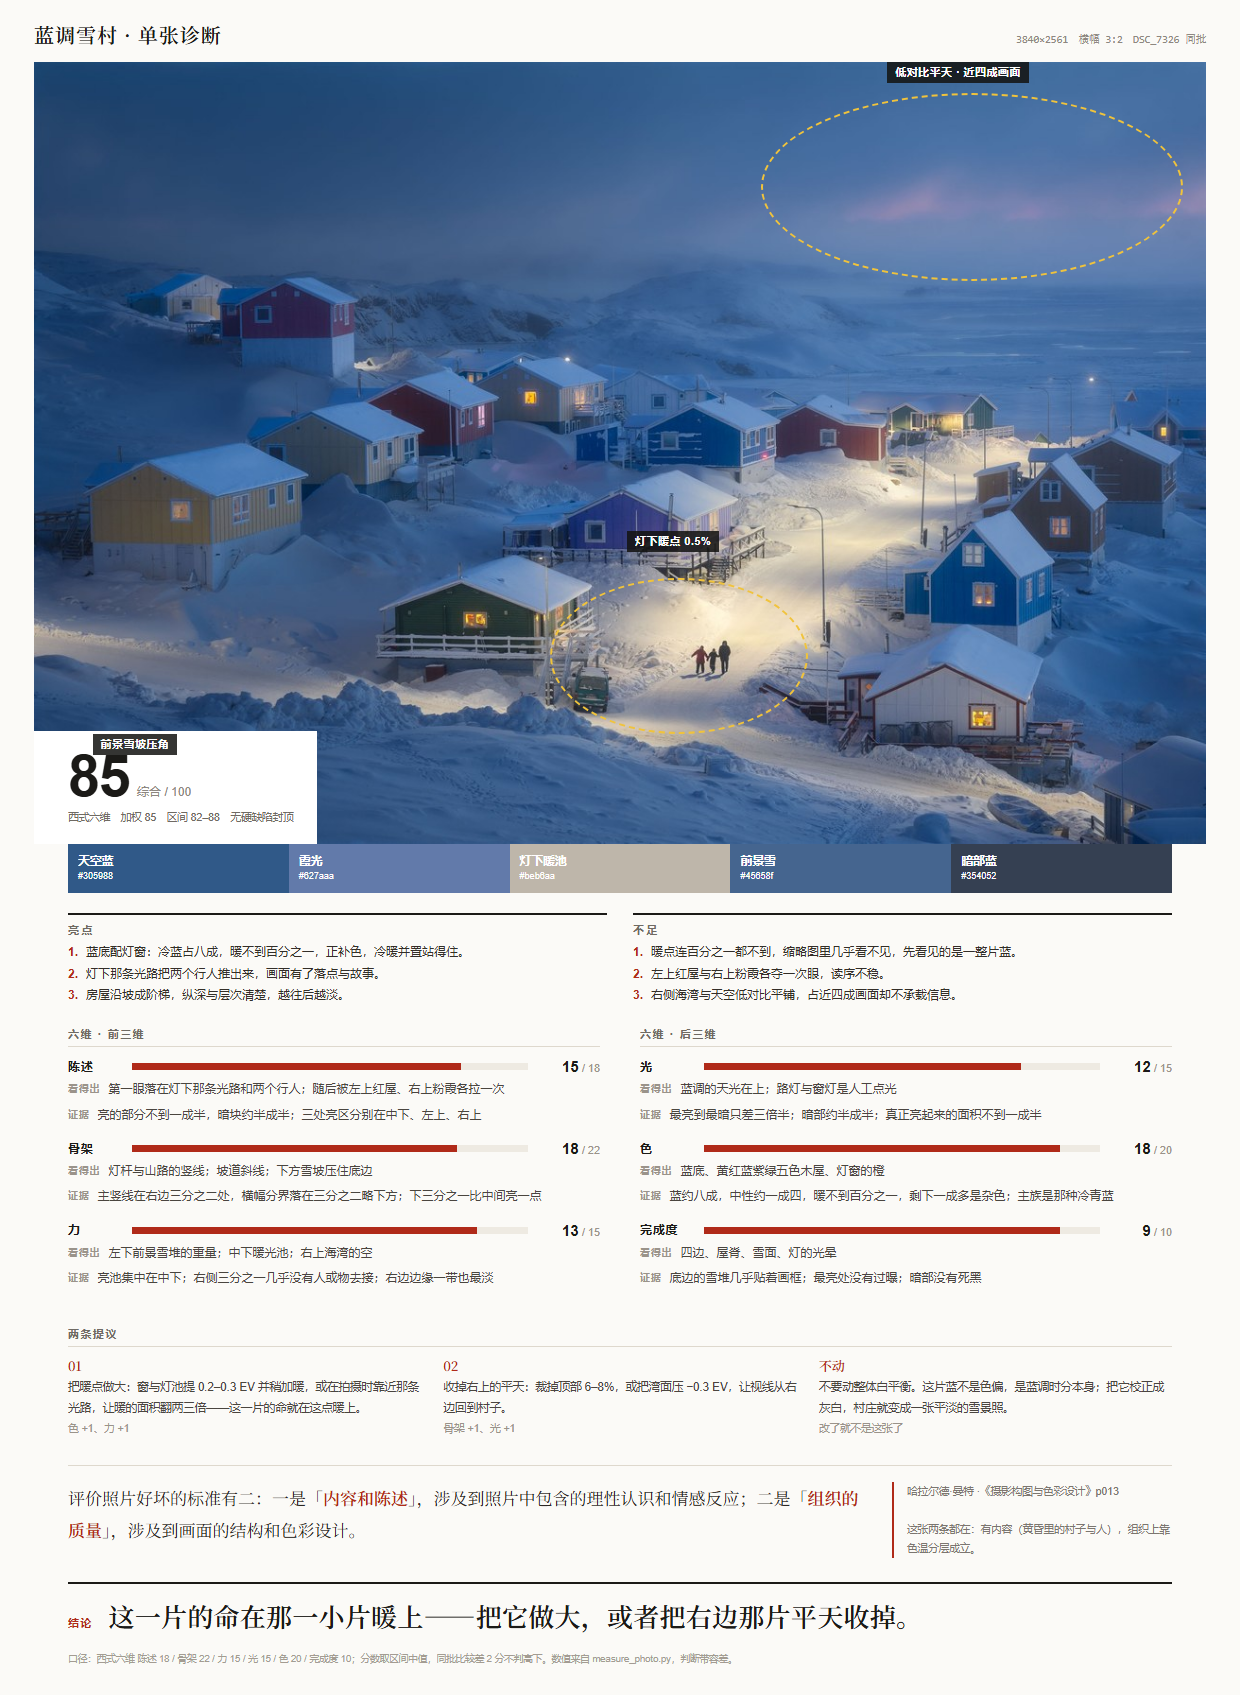 蓝调雪村 · 单张诊断
3840×2561 横幅 3:2 DSC_7326 同批
低对比平天 · 近四成画面
灯下暖点 0.5%
前景雪坡压角
85 综合 / 100
西式六维 加权 85 区间 82–88 无硬缺陷封顶
天空蓝
#305988
霞光
#627aaa
灯下暖池
#beb6aa
前景雪
#45658f
暗部蓝
#354052
亮点
1. 蓝底配灯窗：冷蓝占八成，暖不到百分之一，正补色，冷暖并置站得住。
2. 灯下那条光路把两个行人推出来，画面有了落点与故事。
3. 房屋沿坡成阶梯，纵深与层次清楚，越往后越淡。
不足
1. 暖点连百分之一都不到，缩略图里几乎看不见，先看见的是一整片蓝。
2. 左上红屋与右上粉霞各夺一次眼，读序不稳。
3. 右侧海湾与天空低对比平铺，占近四成画面却不承载信息。
六维 · 前三维
陈述 15 / 18
看得出 第一眼落在灯下那条光路和两个行人；随后被左上红屋、右上粉霞各拉一次
证据 亮的部分不到一成半，暗块约半成半；三处亮区分别在中下、左上、右上
骨架 18 / 22
看得出 灯杆与山路的竖线；坡道斜线；下方雪坡压住底边
证据 主竖线在右边三分之二处，横幅分界落在三分之二略下方；下三分之一比中间亮一点
力 13 / 15
看得出 左下前景雪堆的重量；中下暖光池；右上海湾的空
证据 亮池集中在中下；右侧三分之一几乎没有人或物去接；右边边缘一带也最淡
六维 · 后三维
光 12 / 15
看得出 蓝调的天光在上；路灯与窗灯是人工点光
证据 最亮到最暗只差三倍半；暗部约半成半；真正亮起来的面积不到一成半
色 18 / 20
看得出 蓝底、黄红蓝紫绿五色木屋、灯窗的橙
证据 蓝约八成，中性约一成四，暖不到百分之一，剩下一成多是杂色；主族是那种冷青蓝
完成度 9 / 10
看得出 四边、屋脊、雪面、灯的光晕
证据 底边的雪堆几乎贴着画框；最亮处没有过曝；暗部没有死黑
两条提议
01
把暖点做大：窗与灯池提 0.2–0.3 EV 并稍加暖，或在拍摄时靠近那条
光路，让暖的面积翻两三倍——这一片的命就在这点暖上。
色 +1、力 +1
02
收掉右上的平天：裁掉顶部 6–8%，或把湾面压 −0.3 EV，让视线从右
边回到村子。
骨架 +1、光 +1
不动
不要动整体白平衡。这片蓝不是色偏，是蓝调时分本身；把它校正成
灰白，村庄就变成一张平淡的雪景照。
改了就不是这张了
评价照片好坏的标准有二：一是「内容和陈述」，涉及到照片中包含的理性认识和情感反应；二是「组织的
质量」，涉及到画面的结构和色彩设计。
哈拉尔德·曼特 ·《摄影构图与色彩设计》p013
这张两条都在：有内容（黄昏里的村子与人），组织上靠
色温分层成立。
结论 这一片的命在那一小片暖上——把它做大，或者把右边那片平天收掉。
口径：西式六维 陈述 18 / 骨架 22 / 力 15 / 光 15 / 色 20 / 完成度 10；分数取区间中值，同批比较差 2 分不判高下。数值来自 measure_photo.py，判断带容差。